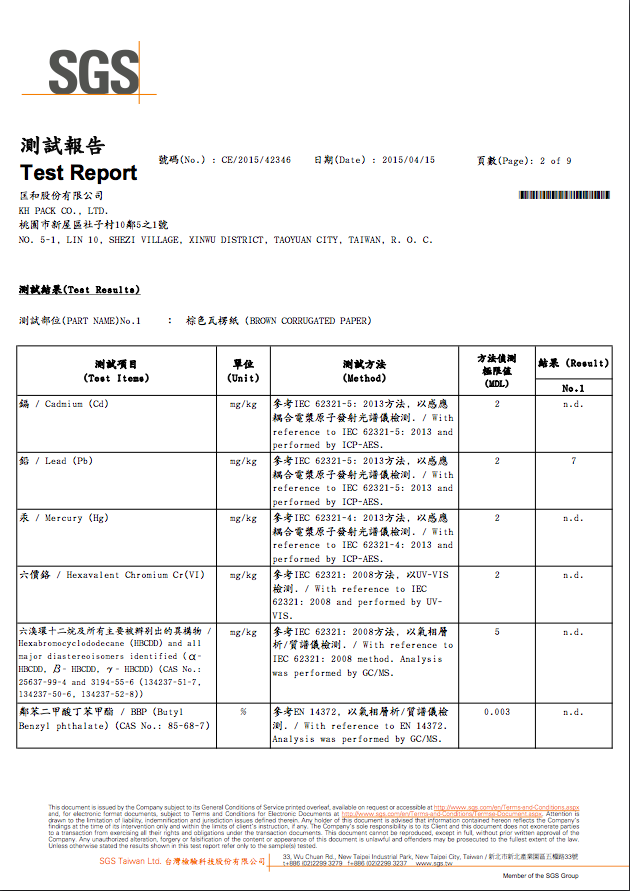 SGS
測試報告
Test Report
號碼(No.) : CE/2015/42346 日期(Date) : 2015/04/15 頁數(Page): 2 of 9
匡和股份有限公司
KH PACK CO., LTD.
桃園市新屋區社子村10鄰5之1號
NO. 5-1, LIN 10, SHEZI VILLAGE, XINWU DISTRICT, TAOYUAN CITY, TAIWAN, R. O. C.
測試結果(Test Results)
測試部位(PART NAME)No.1 : 棕色瓦楞紙 (BROWN CORRUGATED PAPER)
測試項目
(Test Items)
單位
(Unit)
測試方法
(Method)
方法偵測
極限值
(MDL)
結果 (Result)
No.1
鎘 / Cadmium (Cd)
mg/kg
參考IEC 62321-5: 2013方法, 以感應
耦合電漿原子發射光譜儀檢測. / With
reference to IEC 62321-5: 2013 and
performed by ICP-AES.
2
n.d.
鉛 / Lead (Pb)
mg/kg
參考IEC 62321-5: 2013方法, 以感應
耦合電漿原子發射光譜儀檢測. / With
reference to IEC 62321-5: 2013 and
performed by ICP-AES.
2
7
汞 / Mercury (Hg)
mg/kg
參考IEC 62321-4: 2013方法, 以感應
耦合電漿原子發射光譜儀檢測. / With
reference to IEC 62321-4: 2013 and
performed by ICP-AES.
2
n.d.
六價鉻 / Hexavalent Chromium Cr(VI)
mg/kg
參考IEC 62321: 2008方法, 以UV-VIS
檢測. / With reference to IEC
62321: 2008 and performed by UV-
VIS.
2
n.d.
六溴環十二烷及所有主要被辨別出的異構物 /
Hexabromocyclododecane (HBCDD) and all
major diastereoisomers identified (α-
HBCDD, β- HBCDD, γ- HBCDD) (CAS No.:
25637-99-4 and 3194-55-6 (134237-51-7,
134237-50-6, 134237-52-8))
mg/kg
參考IEC 62321: 2008方法, 以氣相層
析/質譜儀檢測. / With reference to
IEC 62321: 2008 method. Analysis
was performed by GC/MS.
5
n.d.
鄰苯二甲酸丁苯甲酯 / BBP (Butyl
Benzyl phthalate) (CAS No.: 85-68-7)
%
參考EN 14372, 以氣相層析/質譜儀檢
測. / With reference to EN 14372.
Analysis was performed by GC/MS.
0.003
n.d.
This document is issued by the Company subject to its General Conditions of Service printed overleaf, available on request or accessible at http://www.sgs.com/en/Terms-and-Conditions.aspx
and, for electronic format documents, subject to Terms and Conditions for Electronic Documents at http://www.sgs.com/en/Terms-and-Conditions/Terms-e-Document.aspx. Attention is
drawn to the limitation of liability, indemnification and jurisdiction issues defined therein. Any holder of this document is advised that information contained hereon reflects the Company's
findings at the time of its intervention only and within the limits of client's instruction, if any. The Company's sole responsibility is to its Client and this document does not exonerate parties
to a transaction from exercising all their rights and obligations under the transaction documents. This document cannot be reproduced, except in full, without prior written approval of the
Company. Any unauthorized alteration, forgery or falsification of the content or appearance of this document is unlawful and offenders may be prosecuted to the fullest extent of the law.
Unless otherwise stated the results shown in this test report refer only to the sample(s) tested.
SGS Taiwan Ltd. 台灣檢驗科技股份有限公司
33, Wu Chuan Rd., New Taipei Industrial Park, New Taipei City, Taiwan / 新北市新北產業園區五權路33號
t+886 (02)2299 3279 f+886 (02)2299 3237 www.sgs.tw
Member of the SGS Group